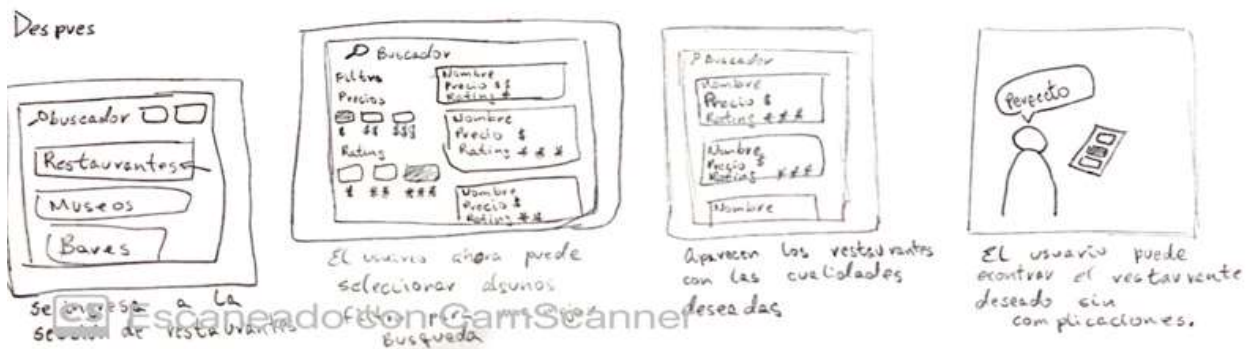 Despues
buscador
Restaurantes
Museos
Bares
se ingresa a la
sección de restaurantes
Buscador
Filtro
Precios
$ $$ $$$
Rating
* ** ***
Nombre
Precio $$
Rating *
Nombre
Precio $
Rating ***
Nombre
Precio $
Rating **
El usuario ahora puede
seleccionar algunos
filtros
Busqueda
Buscador
Nombre
Precio $
Rating ***
Nombre
Precio $
Rating ***
Nombre
Aparecen los restaurantes
con las cualidades
deseadas
Perfecto
El usuario puede
econtrar el restaurante
deseado sin
complicaciones.
CS Escaneado con CamScanner